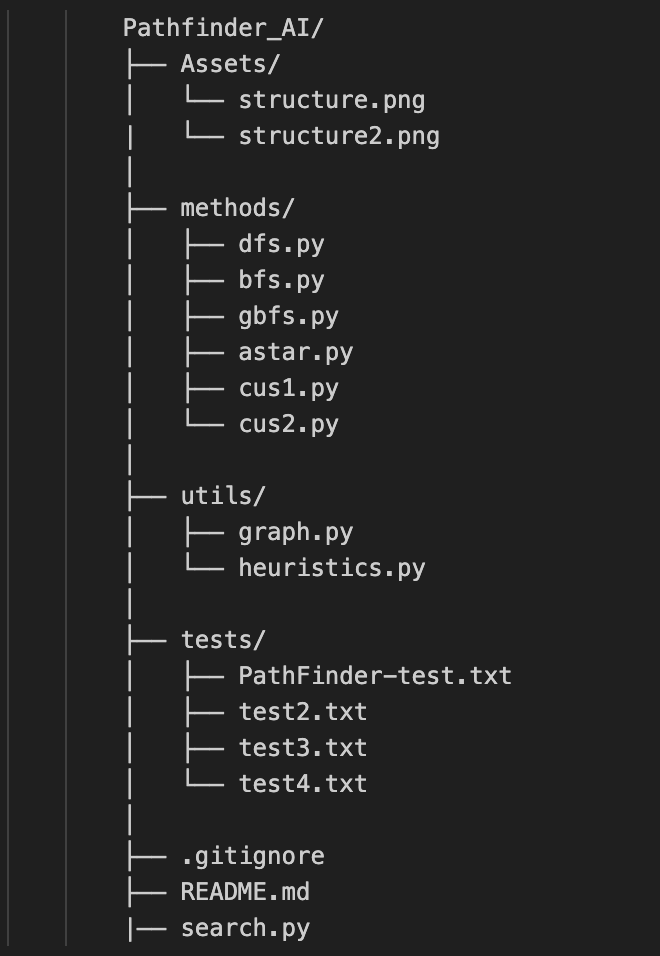 Pathfinder_AI/
├── Assets/
│   └── structure.png
|   └── structure2.png
│
├── methods/
│   ├── dfs.py
│   ├── bfs.py
│   ├── gbfs.py
│   ├── astar.py
│   ├── cus1.py
│   └── cus2.py
│
├── utils/
│   ├── graph.py
│   └── heuristics.py
│
├── tests/
│   ├── PathFinder-test.txt
│   ├── test2.txt
│   ├── test3.txt
│   └── test4.txt
│
├── .gitignore
├── README.md
|── search.py